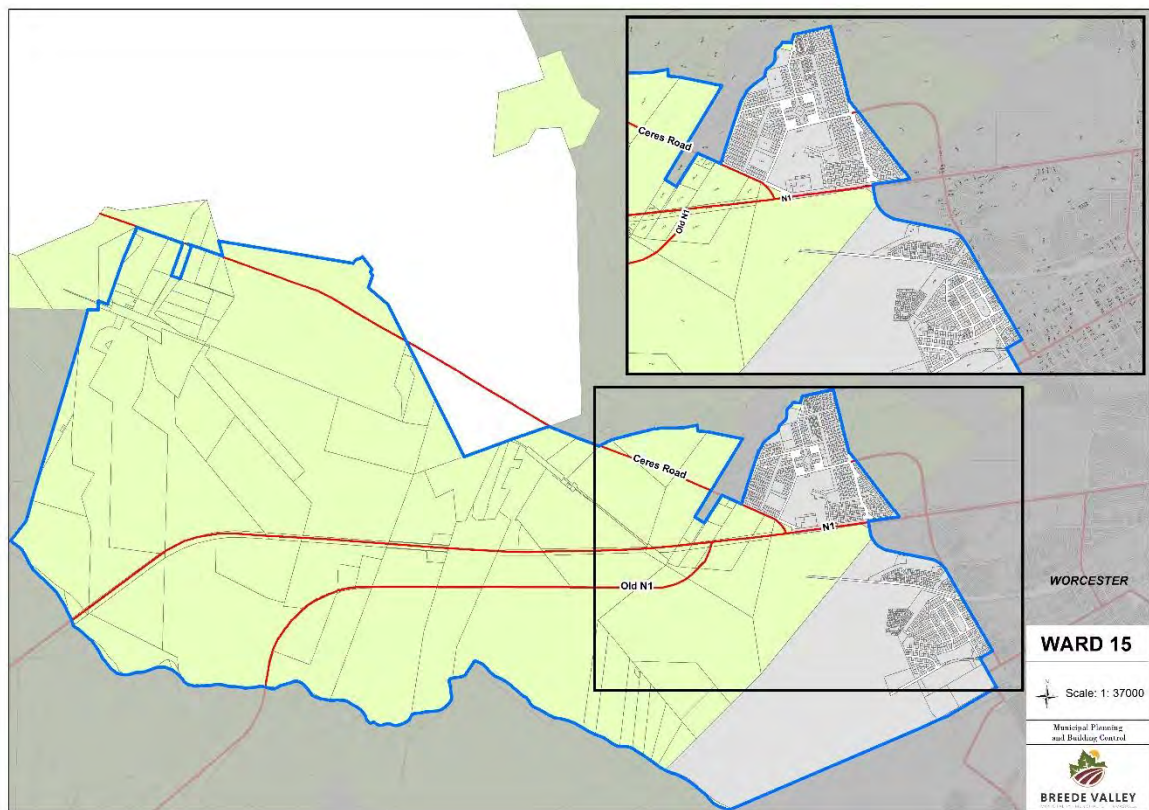 Ceres Road
N1
Old N1
Ceres Road
N1
Old N1
WORCESTER
WARD 15
N
Scale: 1: 37000
Municipal Planning
and Building Control
BREEDE VALLEY